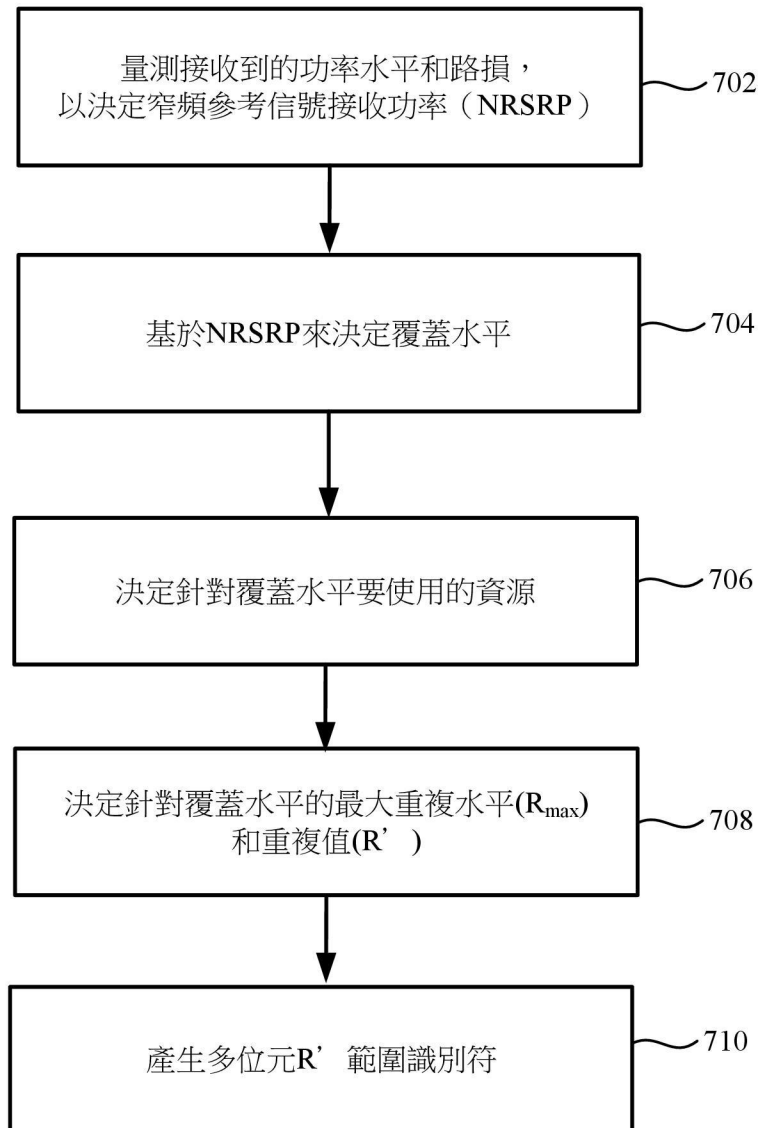 量測接收到的功率水平和路損，
以決定窄頻參考信號接收功率（NRSRP）
702
基於NRSRP來決定覆蓋水平
704
決定針對覆蓋水平要使用的資源
706
決定針對覆蓋水平的最大重複水平(Rmax)
和重複值(R’)
708
產生多位元R’範圍識別符
710